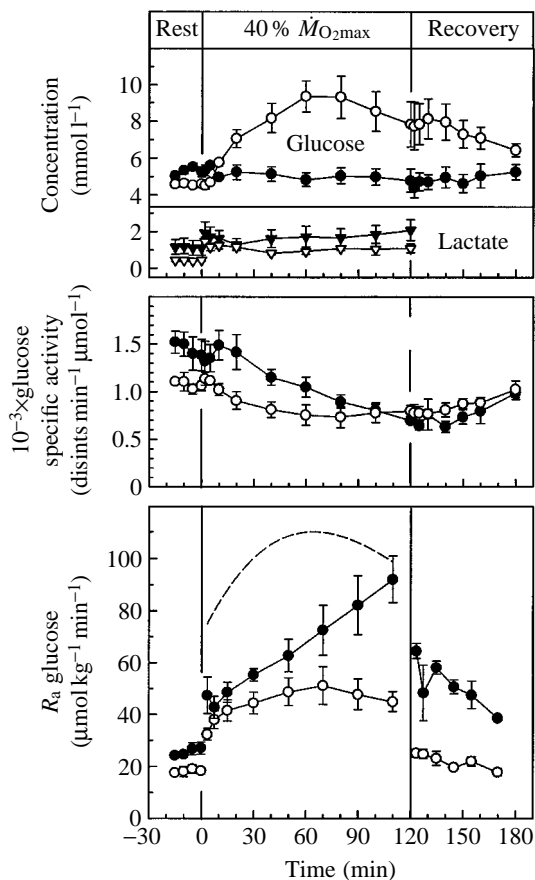 Rest 40 % ṀO2max Recovery
Concentration
(mmol l⁻¹)
10
8
6
4
Glucose
2
0
Lactate
10⁻³×glucose
specific activity
(disints min⁻¹ μmol⁻¹)
1.5
1.0
0.5
0
Ra glucose
(μmol kg⁻¹ min⁻¹)
100
80
60
40
20
0
−30 0 30 60 90 120 150 180
Time (min)